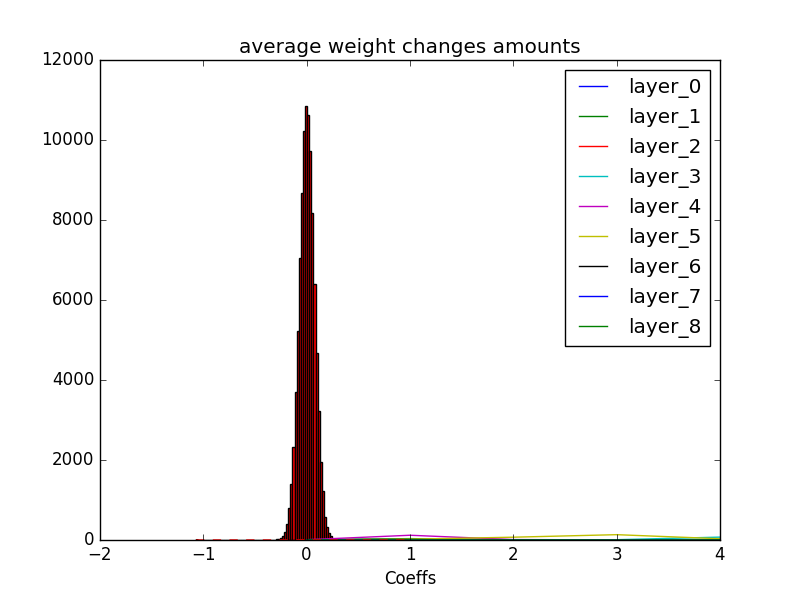 average weight changes amounts
12000
10000
8000
6000
4000
2000
0
layer_0
layer_1
layer_2
layer_3
layer_4
layer_5
layer_6
layer_7
layer_8
−2 −1 0 1 2 3 4
Coeffs